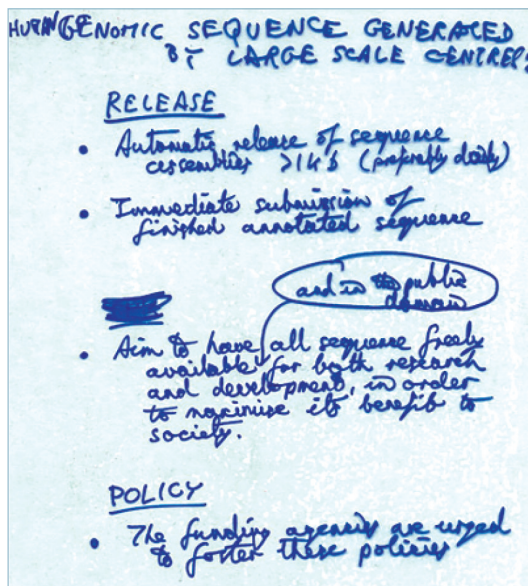 HUMAN GENOMIC SEQUENCE GENERATED
BY LARGE SCALE CENTRES
RELEASE
• Automatic release of sequence
assemblies >1kb (preferably daily)
• Immediate submission of
finished annotated sequence
and in the public
domain
• Aim to have all sequence freely
available for both research
and development, in order
to maximise its benefit to
society.
POLICY
• The funding agencies are urged
to foster these policies